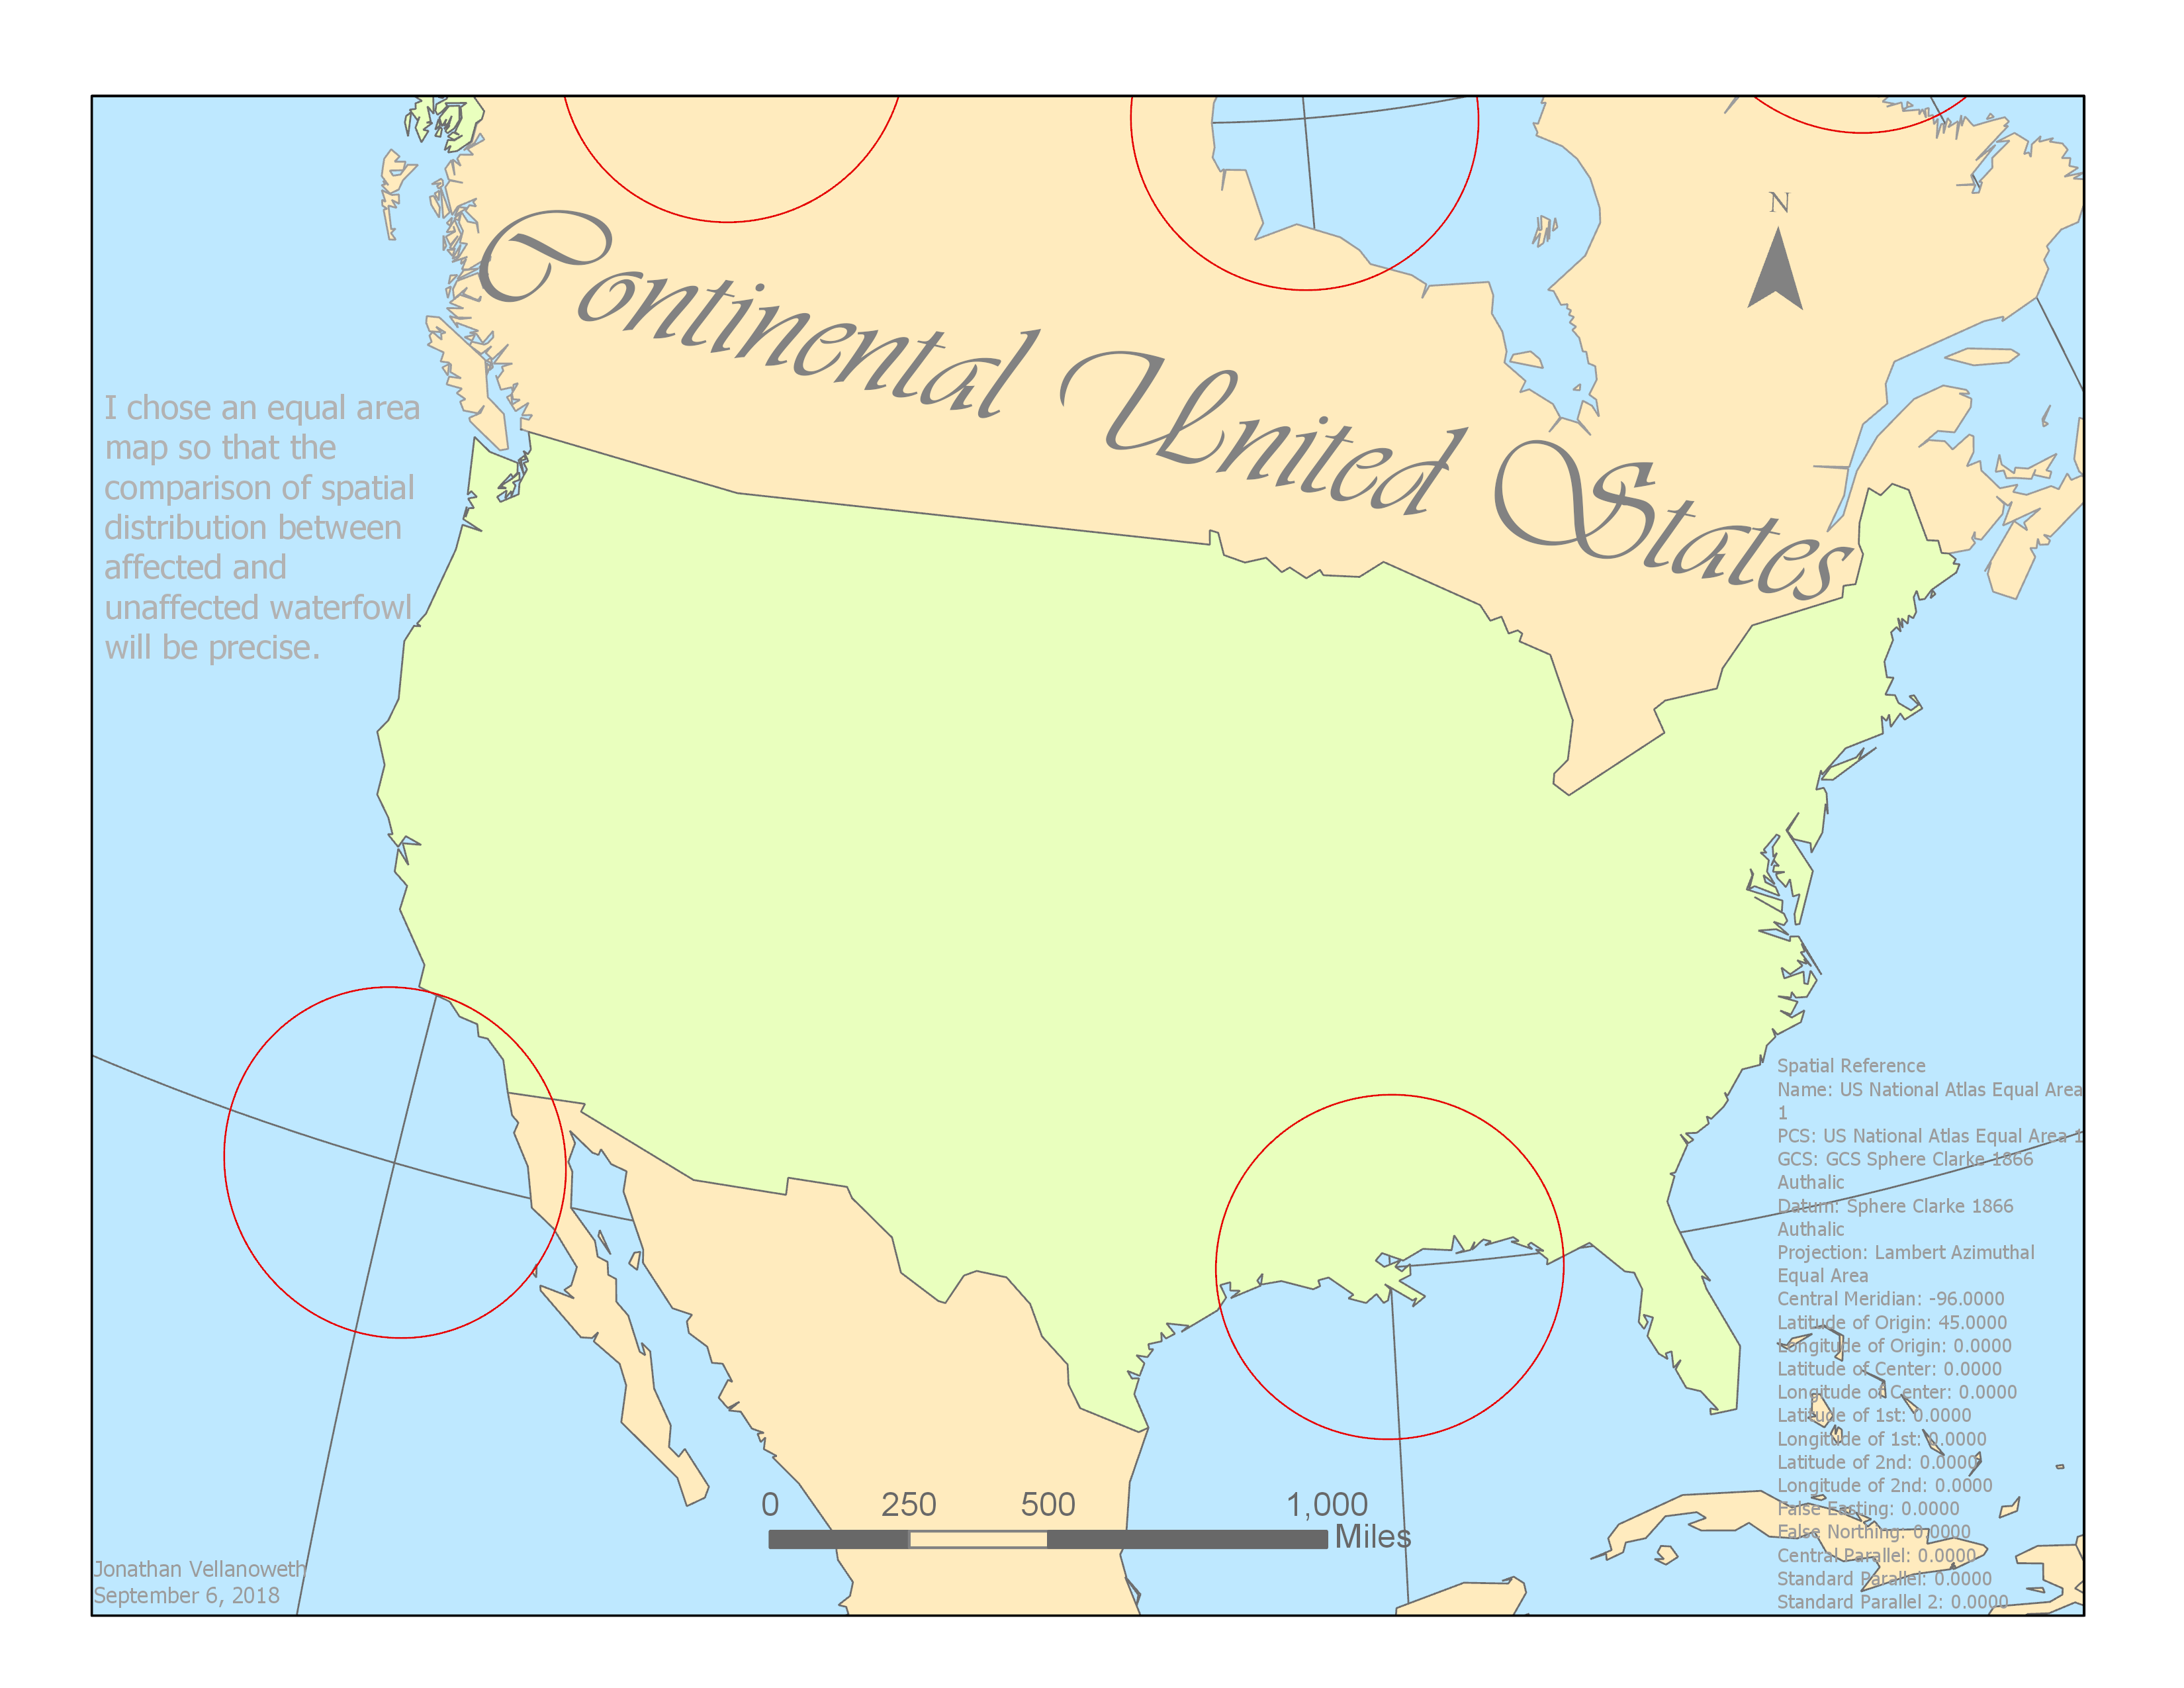 N
Continental United States
I chose an equal area
map so that the
comparison of spatial
distribution between
affected and
unaffected waterfowl
will be precise.
Spatial Reference
Name: US National Atlas Equal Area
1
PCS: US National Atlas Equal Area 1
GCS: GCS Sphere Clarke 1866
Authalic
Datum: Sphere Clarke 1866
Authalic
Projection: Lambert Azimuthal
Equal Area
Central Meridian: -96.0000
Latitude of Origin: 45.0000
Longitude of Origin: 0.0000
Latitude of Center: 0.0000
Longitude of Center: 0.0000
Latitude of 1st: 0.0000
Longitude of 1st: 0.0000
Latitude of 2nd: 0.0000
Longitude of 2nd: 0.0000
False Easting: 0.0000
False Northing: 0.0000
Central Parallel: 0.0000
Standard Parallel: 0.0000
Standard Parallel 2: 0.0000
0 250 500 1,000
Miles
Jonathan Vellanoweth
September 6, 2018